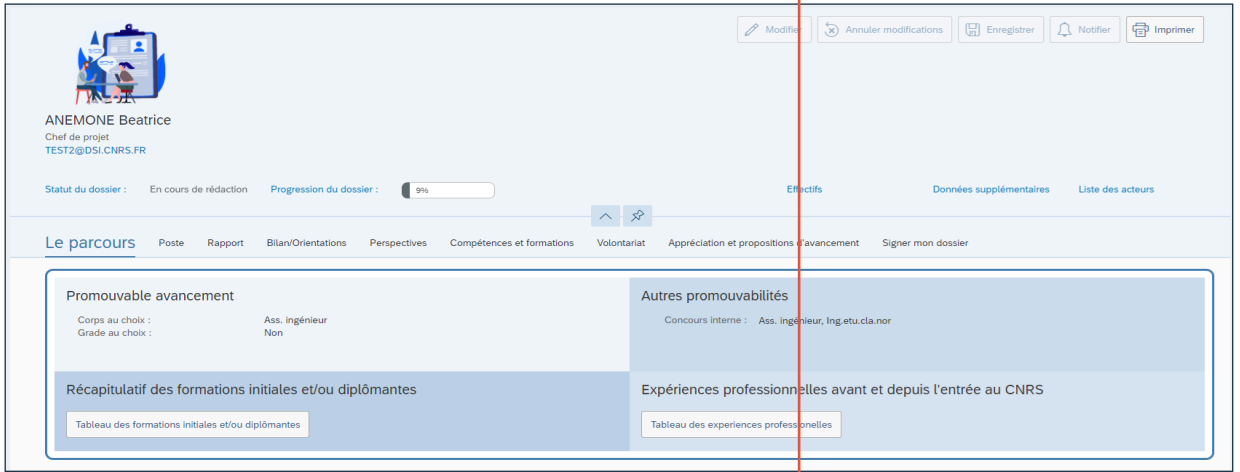 Modifier Annuler modifications Enregistrer Notifier Imprimer
ANEMONE Beatrice
Chef de projet
TEST2@DSI.CNRS.FR
Statut du dossier : En cours de rédaction Progression du dossier : 9% Effectifs Données supplémentaires Liste des acteurs
Le parcours Poste Rapport Bilan/Orientations Perspectives Compétences et formations Volontariat Appréciation et propositions d'avancement Signer mon dossier
Promouvable avancement
Corps au choix : Ass. ingénieur
Grade au choix : Non
Autres promouvabilités
Concours interne : Ass. ingénieur, Ing.etu.cla.nor
Récapitulatif des formations initiales et/ou diplômantes
Tableau des formations initiales et/ou diplômantes
Expériences professionnelles avant et depuis l'entrée au CNRS
Tableau des experiences professionelles